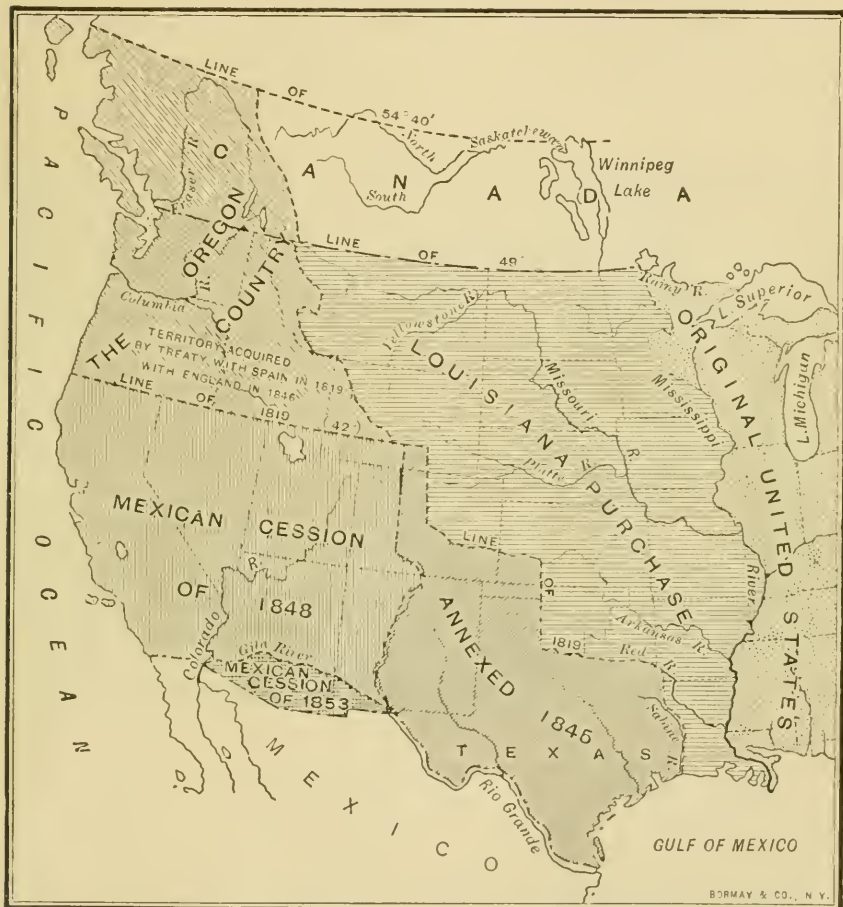 LINE OF 54° 40'
CANADA
North
Saskatchewan
South
Winnipeg
Lake
PACIFIC OCEAN
Fraser R.
LINE OF 49°
THE OREGON COUNTRY
Columbia R.
TERRITORY ACQUIRED
BY TREATY WITH SPAIN IN 1819
WITH ENGLAND IN 1846
LINE OF 1819 (42°)
Rainy R.
L. Superior
L. Michigan
ORIGINAL UNITED STATES
Yellowstone R.
LOUISIANA PURCHASE
Missouri R.
Mississippi River
Platte R.
MEXICAN CESSION
OF 1848
Colorado R.
Gila River
MEXICAN
CESSION
OF 1853
LINE OF 1819
Arkansas R.
Red R.
Sabine R.
ANNEXED 1845
TEXAS
Rio Grande
MEXICO
GULF OF MEXICO
BORMAY & CO., N.Y.